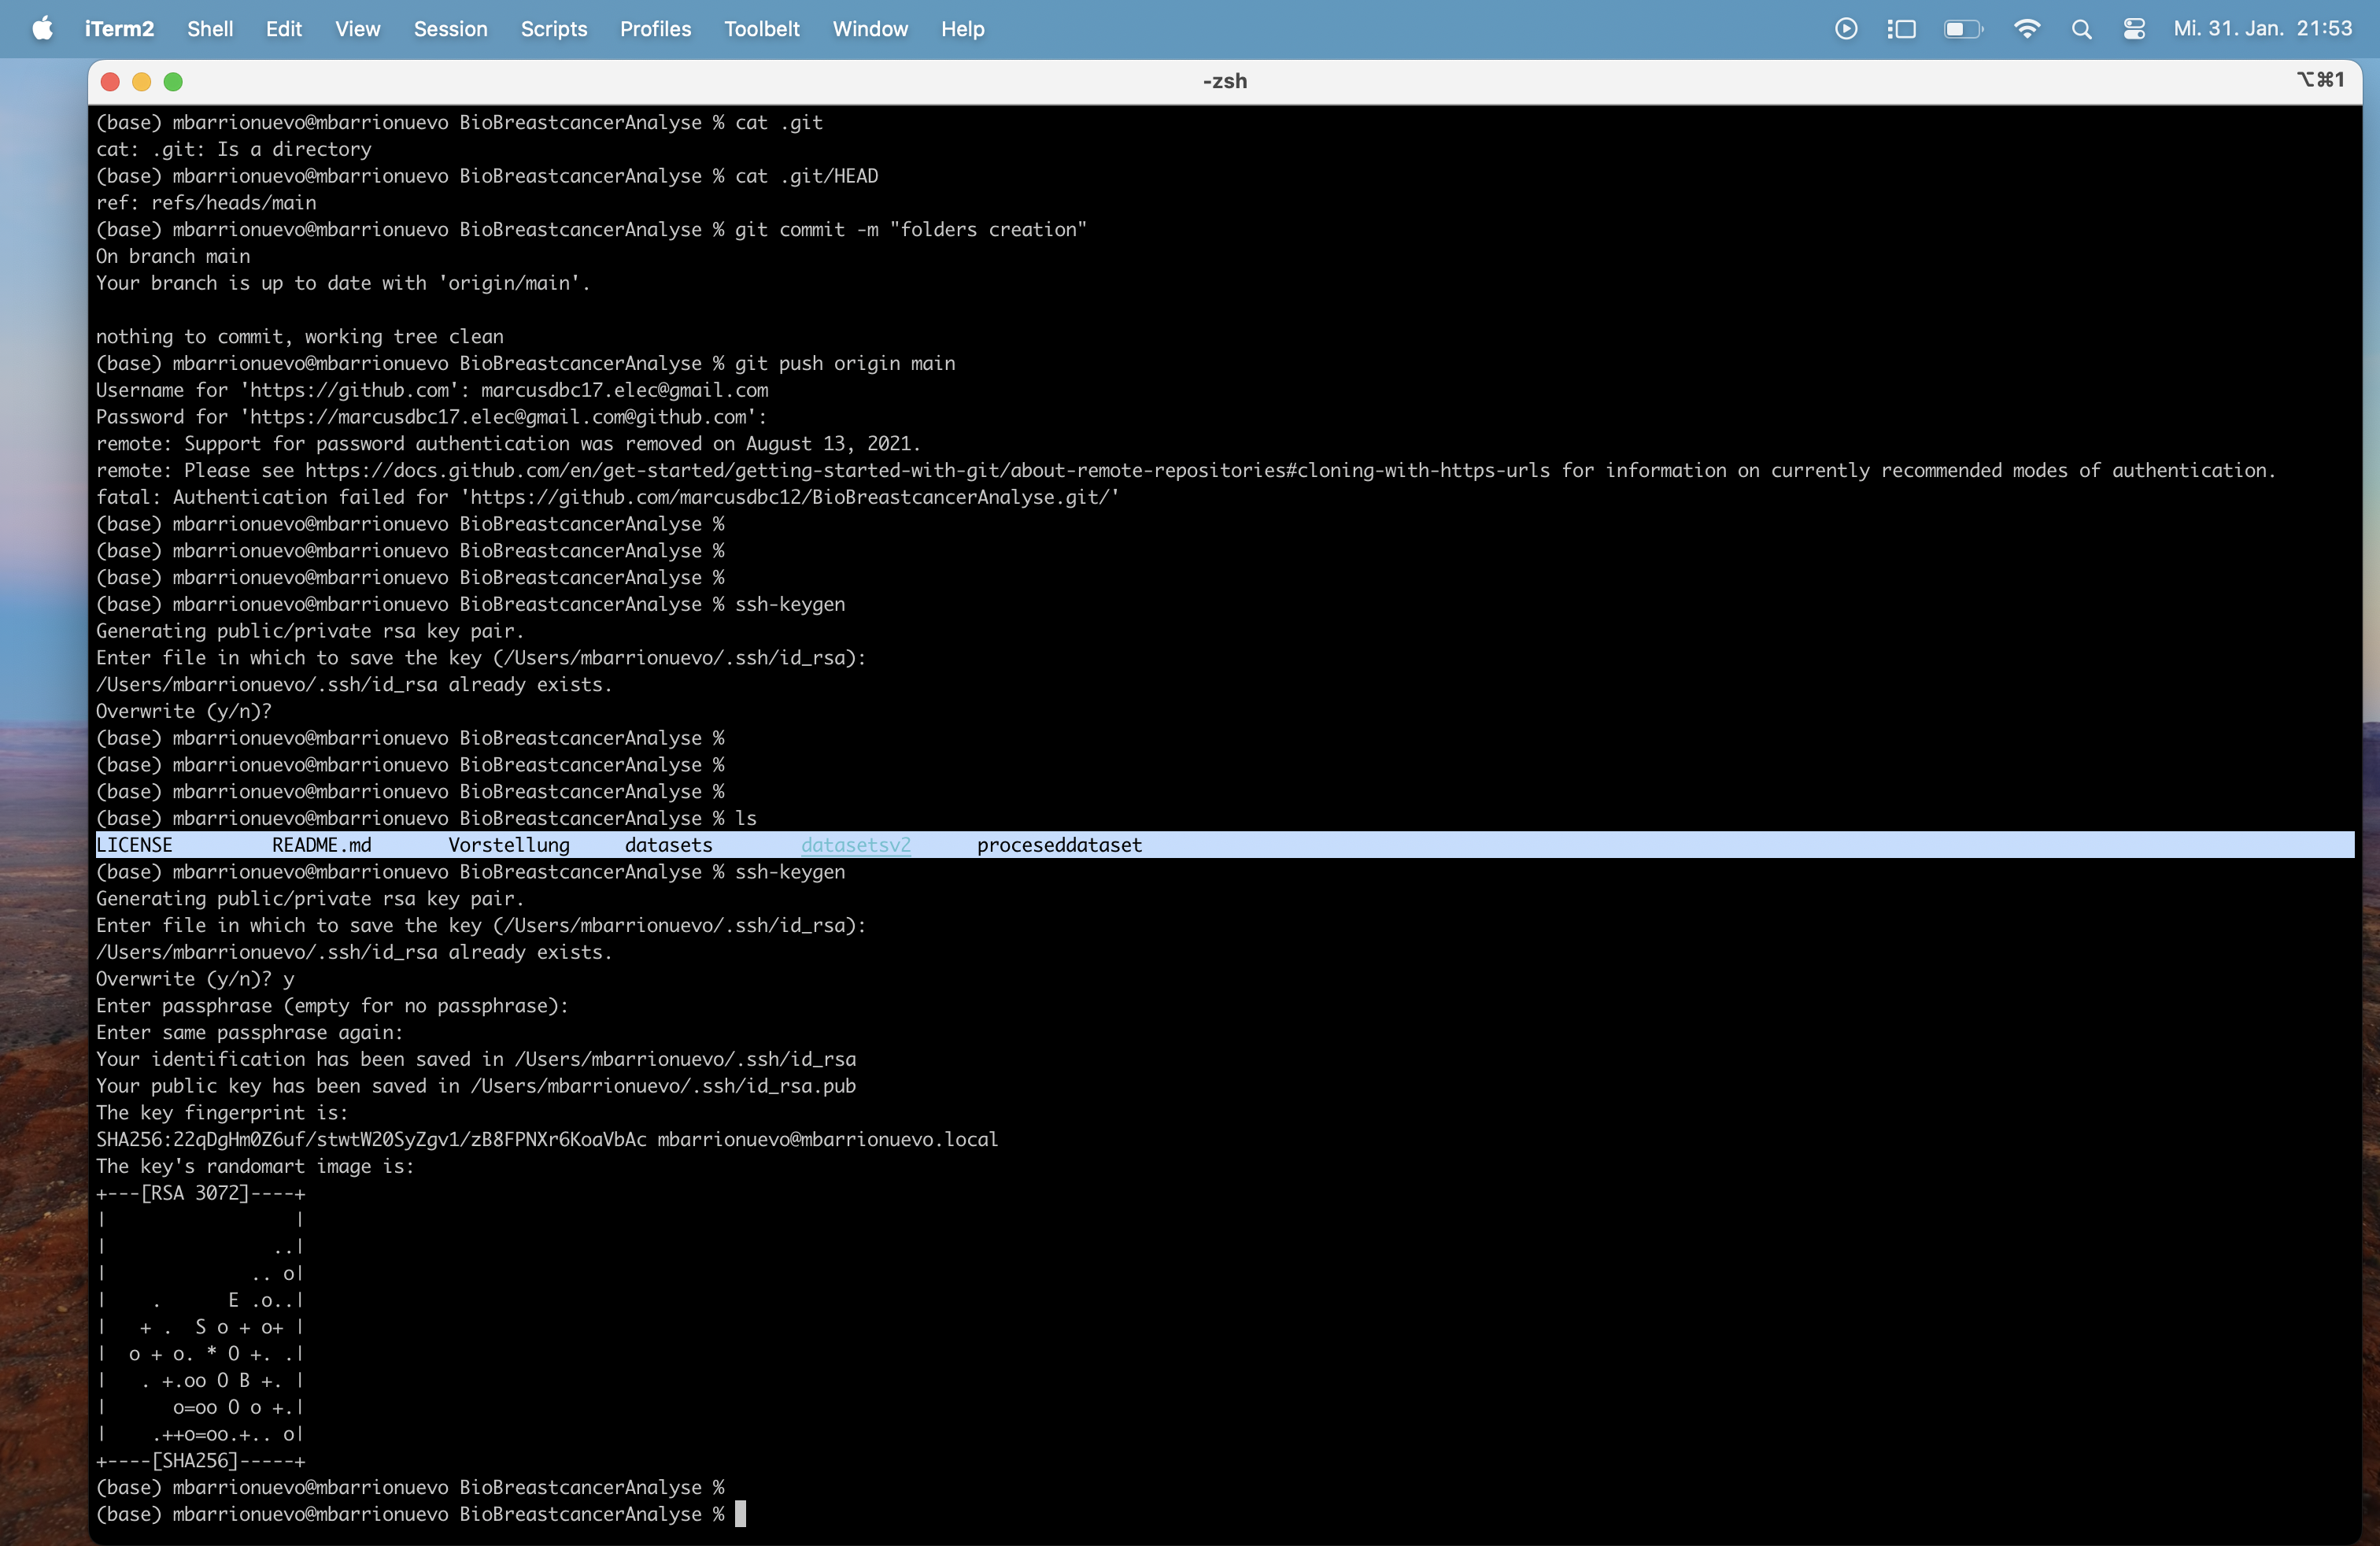 iTerm2 Shell Edit View Session Scripts Profiles Toolbelt Window Help Mi. 31. Jan. 21:53
-zsh ⌥⌘1
(base) mbarrionuevo@mbarrionuevo BioBreastcancerAnalyse % cat .git
cat: .git: Is a directory
(base) mbarrionuevo@mbarrionuevo BioBreastcancerAnalyse % cat .git/HEAD
ref: refs/heads/main
(base) mbarrionuevo@mbarrionuevo BioBreastcancerAnalyse % git commit -m "folders creation"
On branch main
Your branch is up to date with 'origin/main'.

nothing to commit, working tree clean
(base) mbarrionuevo@mbarrionuevo BioBreastcancerAnalyse % git push origin main
Username for 'https://github.com': marcusdbc17.elec@gmail.com
Password for 'https://marcusdbc17.elec@gmail.com@github.com':
remote: Support for password authentication was removed on August 13, 2021.
remote: Please see https://docs.github.com/en/get-started/getting-started-with-git/about-remote-repositories#cloning-with-https-urls for information on currently recommended modes of authentication.
fatal: Authentication failed for 'https://github.com/marcusdbc12/BioBreastcancerAnalyse.git/'
(base) mbarrionuevo@mbarrionuevo BioBreastcancerAnalyse %
(base) mbarrionuevo@mbarrionuevo BioBreastcancerAnalyse %
(base) mbarrionuevo@mbarrionuevo BioBreastcancerAnalyse %
(base) mbarrionuevo@mbarrionuevo BioBreastcancerAnalyse % ssh-keygen
Generating public/private rsa key pair.
Enter file in which to save the key (/Users/mbarrionuevo/.ssh/id_rsa):
/Users/mbarrionuevo/.ssh/id_rsa already exists.
Overwrite (y/n)?
(base) mbarrionuevo@mbarrionuevo BioBreastcancerAnalyse %
(base) mbarrionuevo@mbarrionuevo BioBreastcancerAnalyse %
(base) mbarrionuevo@mbarrionuevo BioBreastcancerAnalyse %
(base) mbarrionuevo@mbarrionuevo BioBreastcancerAnalyse % ls
LICENSE         README.md       Vorstellung     datasets        datasetsv2      proceseddataset
(base) mbarrionuevo@mbarrionuevo BioBreastcancerAnalyse % ssh-keygen
Generating public/private rsa key pair.
Enter file in which to save the key (/Users/mbarrionuevo/.ssh/id_rsa):
/Users/mbarrionuevo/.ssh/id_rsa already exists.
Overwrite (y/n)? y
Enter passphrase (empty for no passphrase):
Enter same passphrase again:
Your identification has been saved in /Users/mbarrionuevo/.ssh/id_rsa
Your public key has been saved in /Users/mbarrionuevo/.ssh/id_rsa.pub
The key fingerprint is:
SHA256:22qDgHm0Z6uf/stwtW20SyZgv1/zB8FPNXr6KoaVbAc mbarrionuevo@mbarrionuevo.local
The key's randomart image is:
+---[RSA 3072]----+
|                 |
|               ..|
|             .. o|
|    .      E .o..|
|   + .  S o + o+ |
|  o + o. * O +. .|
|   . +.oo O B +. |
|      o=oo O o +.|
|    .++o=oo.+.. o|
+----[SHA256]-----+
(base) mbarrionuevo@mbarrionuevo BioBreastcancerAnalyse %
(base) mbarrionuevo@mbarrionuevo BioBreastcancerAnalyse %